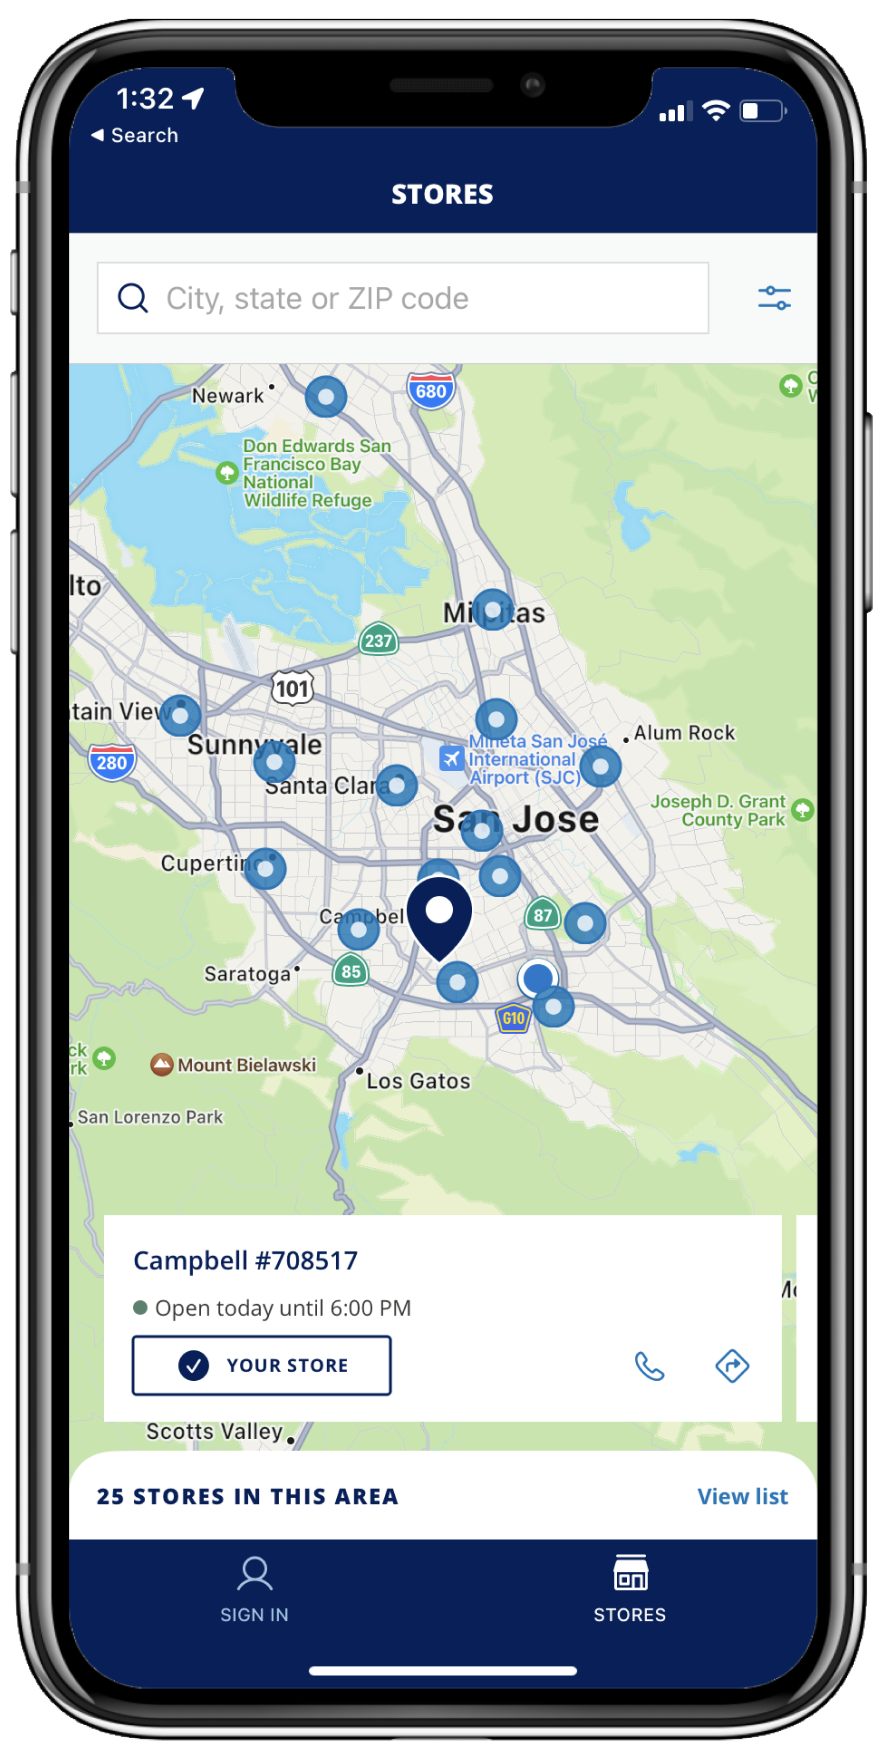 1:32
◀ Search
STORES
City, state or ZIP code
Newark
680
Don Edwards San
Francisco Bay
National
Wildlife Refuge
lto
Milpitas
237
101
tain View
Sunnyvale
280
Mineta San José
International
Airport (SJC)
Alum Rock
Santa Clara
San Jose
Joseph D. Grant
County Park
Cupertino
Campbel
87
Saratoga
85
G10
ck
rk
Mount Bielawski
Los Gatos
San Lorenzo Park
Campbell #708517
Open today until 6:00 PM
YOUR STORE
Scotts Valley
25 STORES IN THIS AREA
View list
SIGN IN
STORES